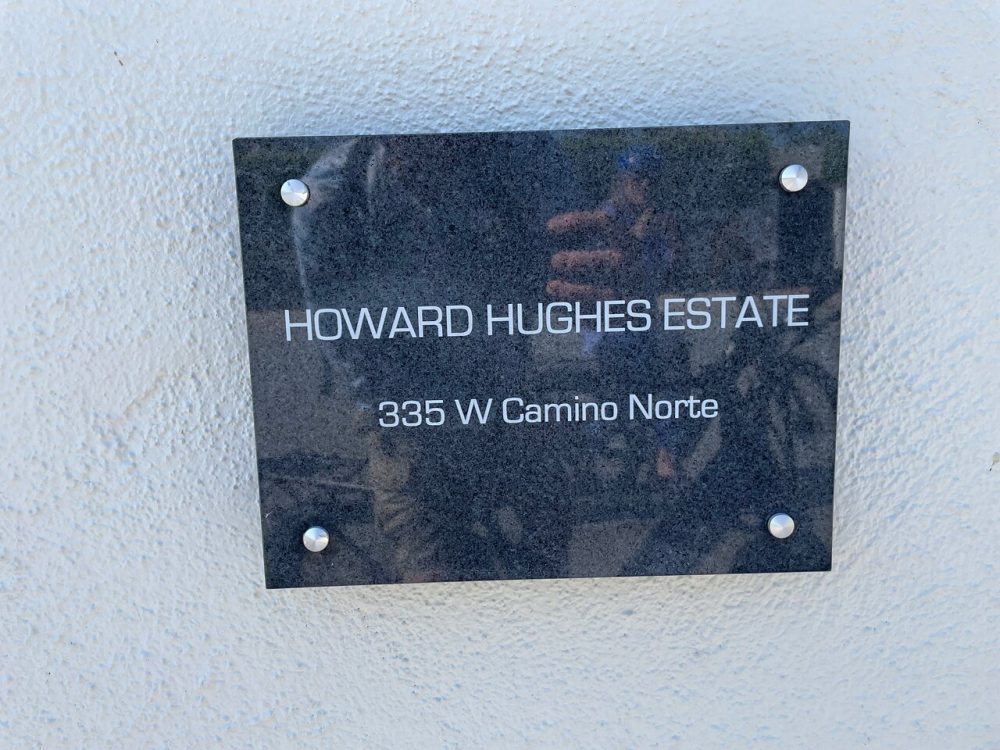 HOWARD HUGHES ESTATE
335 W Camino Norte